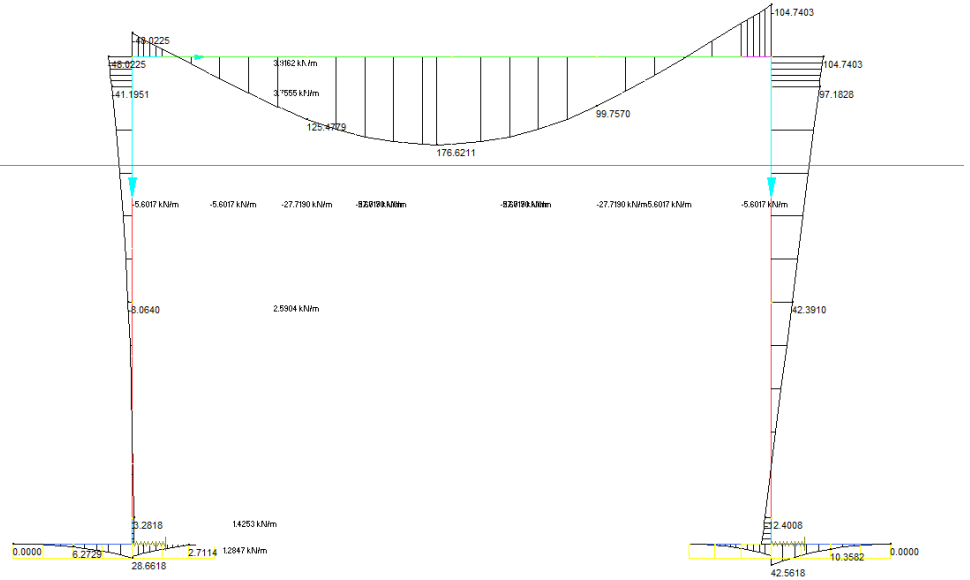 104.7403
48.0225
48.0225
3.9162 kN/m
104.7403
41.1951
3.7555 kN/m
97.1828
125.4779
99.7570
176.6211
-5.6017 kN/m
-5.6017 kN/m
-27.7190 kN/m
-27.7190 kN/m
-5.6017 kN/m
-5.6017 kN/m
8.0640
2.5904 kN/m
42.3910
3.2818
1.4253 kN/m
0.0000
6.2729
2.7114
1.2847 kN/m
10.3582
0.0000
28.6618
42.5618